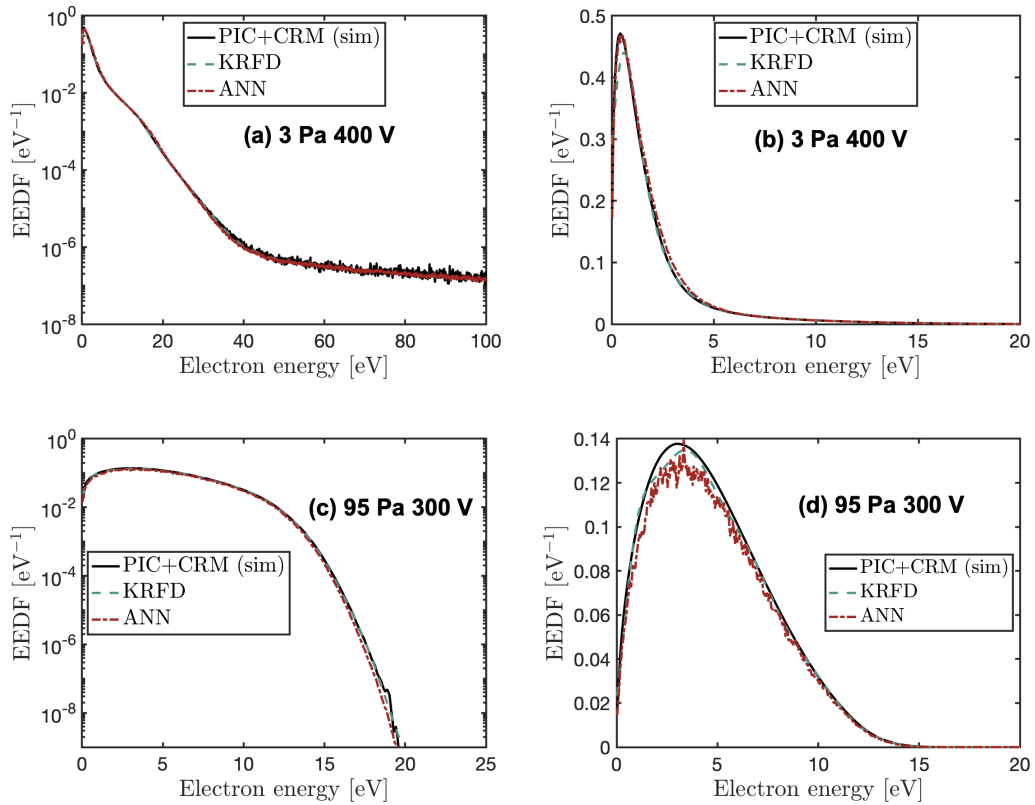 10^0
10^-2
10^-4
10^-6
10^-8
EEDF [eV^-1]
0
20
40
60
80
100
Electron energy [eV]
PIC+CRM (sim)
KRFD
ANN
(a) 3 Pa 400 V
0.5
0.4
0.3
0.2
0.1
0
EEDF [eV^-1]
0
5
10
15
20
Electron energy [eV]
PIC+CRM (sim)
KRFD
ANN
(b) 3 Pa 400 V
10^0
10^-2
10^-4
10^-6
10^-8
EEDF [eV^-1]
0
5
10
15
20
25
Electron energy [eV]
(c) 95 Pa 300 V
PIC+CRM (sim)
KRFD
ANN
0.14
0.12
0.1
0.08
0.06
0.04
0.02
0
EEDF [eV^-1]
0
5
10
15
20
Electron energy [eV]
(d) 95 Pa 300 V
PIC+CRM (sim)
KRFD
ANN